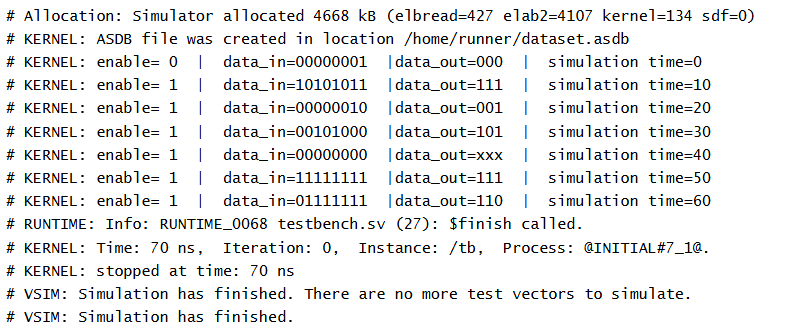 # Allocation: Simulator allocated 4668 kB (elbread=427 elab2=4107 kernel=134 sdf=0)
# KERNEL: ASDB file was created in location /home/runner/dataset.asdb
# KERNEL: enable= 0  |  data_in=00000001  |data_out=000  |  simulation time=0
# KERNEL: enable= 1  |  data_in=10101011  |data_out=111  |  simulation time=10
# KERNEL: enable= 1  |  data_in=00000010  |data_out=001  |  simulation time=20
# KERNEL: enable= 1  |  data_in=00101000  |data_out=101  |  simulation time=30
# KERNEL: enable= 1  |  data_in=00000000  |data_out=xxx  |  simulation time=40
# KERNEL: enable= 1  |  data_in=11111111  |data_out=111  |  simulation time=50
# KERNEL: enable= 1  |  data_in=01111111  |data_out=110  |  simulation time=60
# RUNTIME: Info: RUNTIME_0068 testbench.sv (27): $finish called.
# KERNEL: Time: 70 ns,  Iteration: 0,  Instance: /tb,  Process: @INITIAL#7_1@.
# KERNEL: stopped at time: 70 ns
# VSIM: Simulation has finished. There are no more test vectors to simulate.
# VSIM: Simulation has finished.